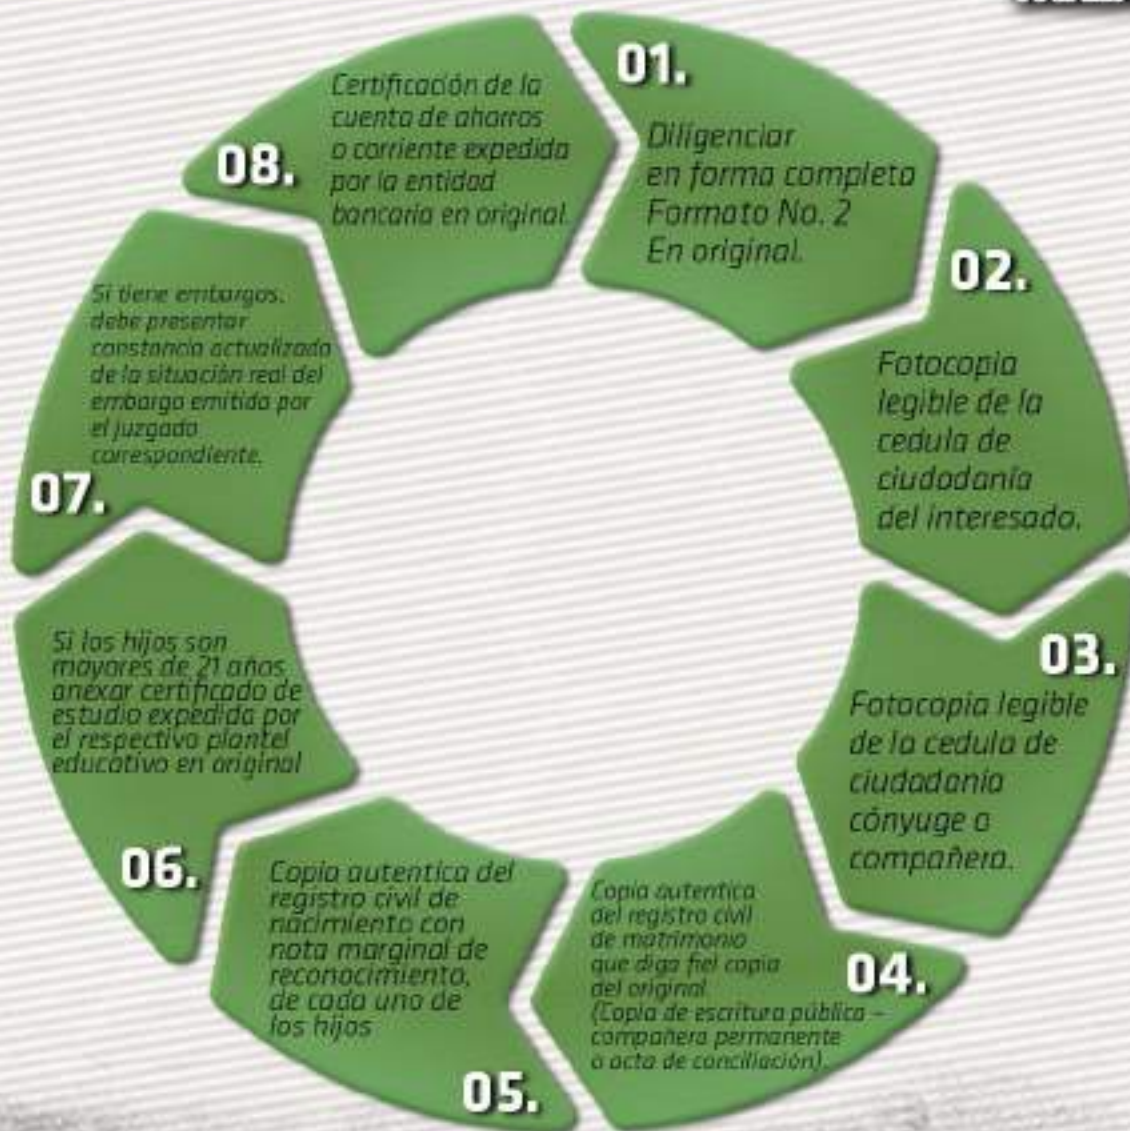 01.
Diligenciar
en forma completa
Formato No. 2
En original.
02.
Fotocopia
legible de la
cedula de
ciudadanía
del interesado.
03.
Fotocopia legible
de la cedula de
ciudadanía
cónyuge o
compañera.
04.
Copia autentica
del registro civil
de matrimonio
que diga fiel copia
del original
(Copia de escritura pública –
compañera permanente
o acta de conciliación).
05.
Copia autentica del
registro civil de
nacimiento con
nota marginal de
reconocimiento,
de cada uno de
los hijos
06.
Si los hijos son
mayores de 21 años
anexar certificado de
estudio expedida por
el respectivo plantel
educativo en original
07.
Si tiene embargos,
debe presentar
constancia actualizada
de la situación real del
embargo emitida por
el juzgado
correspondiente.
08.
Certificación de la
cuenta de ahorros
o corriente expedida
por la entidad
bancaria en original.